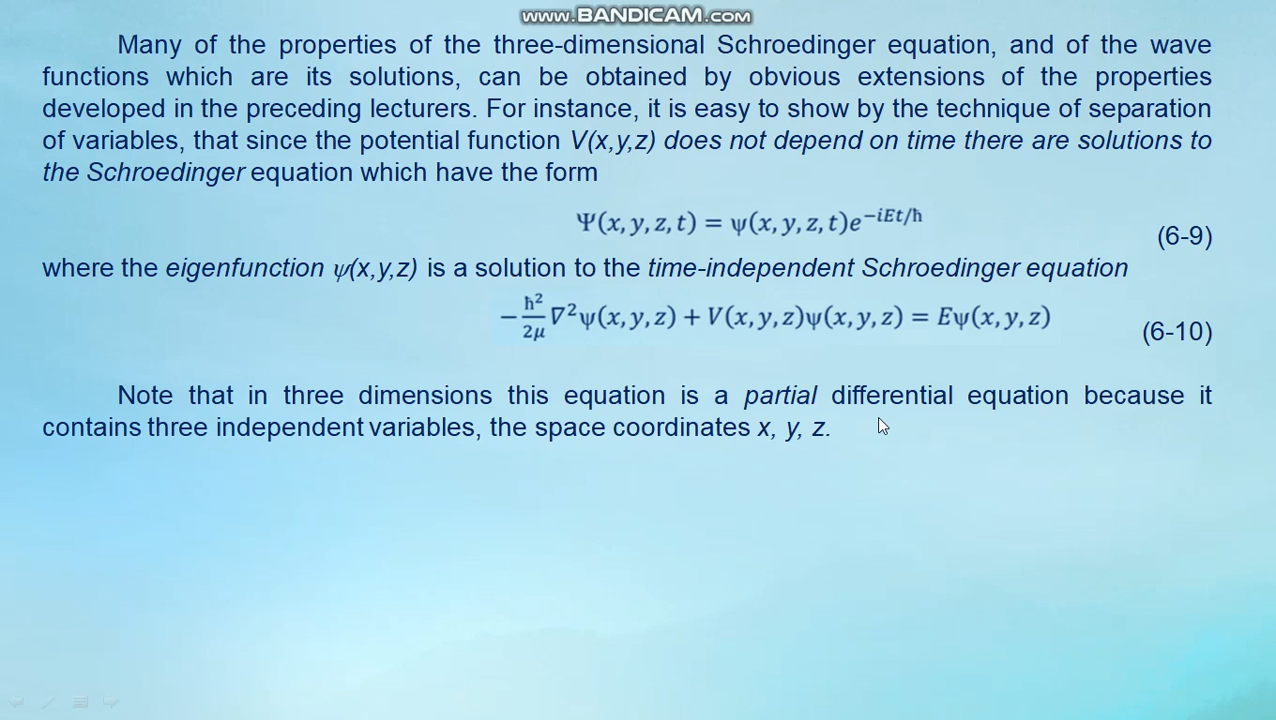 www.BANDICAM.com
Many of the properties of the three-dimensional Schroedinger equation, and of the wave
functions which are its solutions, can be obtained by obvious extensions of the properties
developed in the preceding lecturers. For instance, it is easy to show by the technique of separation
of variables, that since the potential function V(x,y,z) does not depend on time there are solutions to
the Schroedinger equation which have the form
Ψ(x, y, z, t) = ψ(x, y, z, t)e^{−iEt/ħ}
(6-9)
where the eigenfunction ψ(x,y,z) is a solution to the time-independent Schroedinger equation
−ħ²/2μ ∇²ψ(x, y, z) + V(x, y, z)ψ(x, y, z) = Eψ(x, y, z)
(6-10)
Note that in three dimensions this equation is a partial differential equation because it
contains three independent variables, the space coordinates x, y, z.